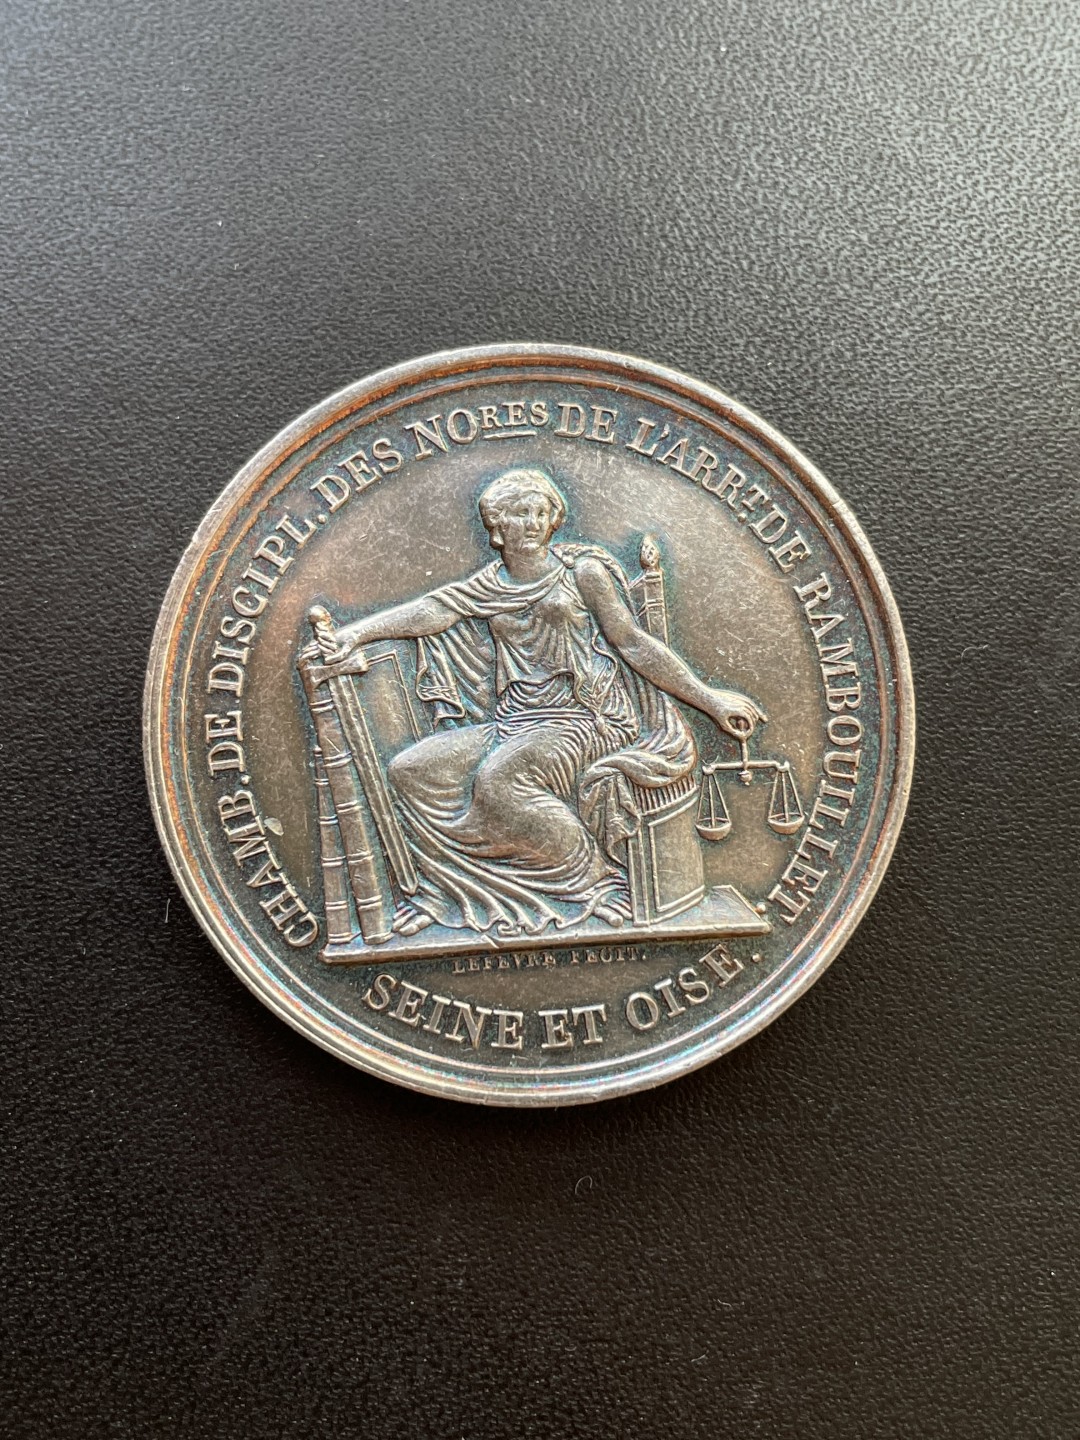 CHAMB. DE DISCIPL. DES NORES DE L'ARRT. DE RAMBOUILLET
LEFEVRE FECIT.
SEINE ET OISE.